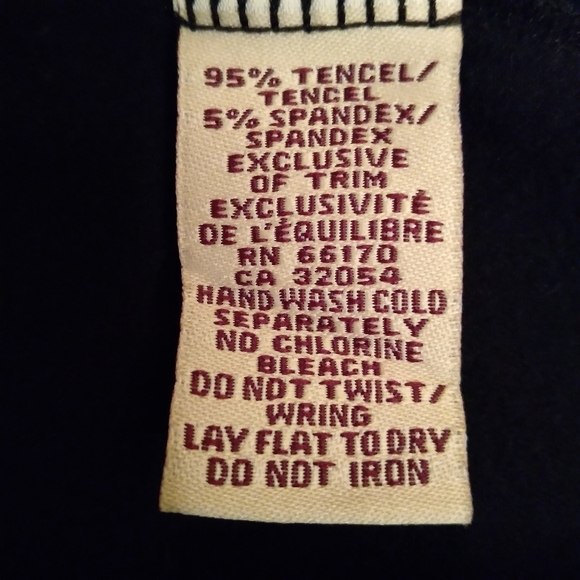 95% TENCEL/
TENCEL
5% SPANDEX/
SPANDEX
EXCLUSIVE
OF TRIM
EXCLUSIVITÉ
DE L'ÉQUILIBRE
RN 66170
CA 32054
HAND WASH COLD
SEPARATELY
NO CHLORINE
BLEACH
DO NOT TWIST/
WRING
LAY FLAT TO DRY
DO NOT IRON